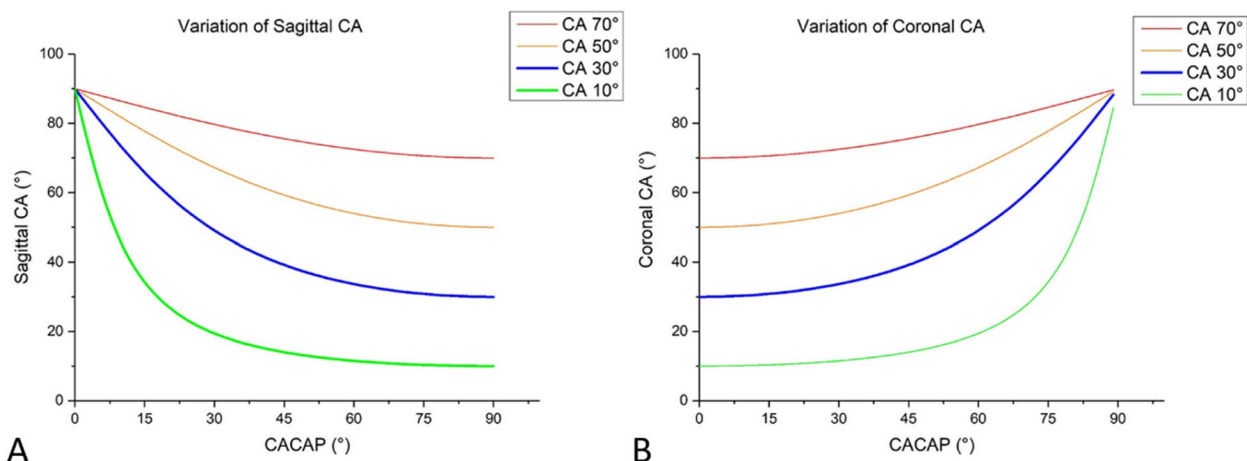 Variation of Sagittal CA
CA 70°
CA 50°
CA 30°
CA 10°
100
80
60
40
20
0
Sagittal CA (°)
0 15 30 45 60 75 90
CACAP (°)
A
Variation of Coronal CA
CA 70°
CA 50°
CA 30°
CA 10°
100
80
60
40
20
0
Coronal CA (°)
0 15 30 45 60 75 90
CACAP (°)
B